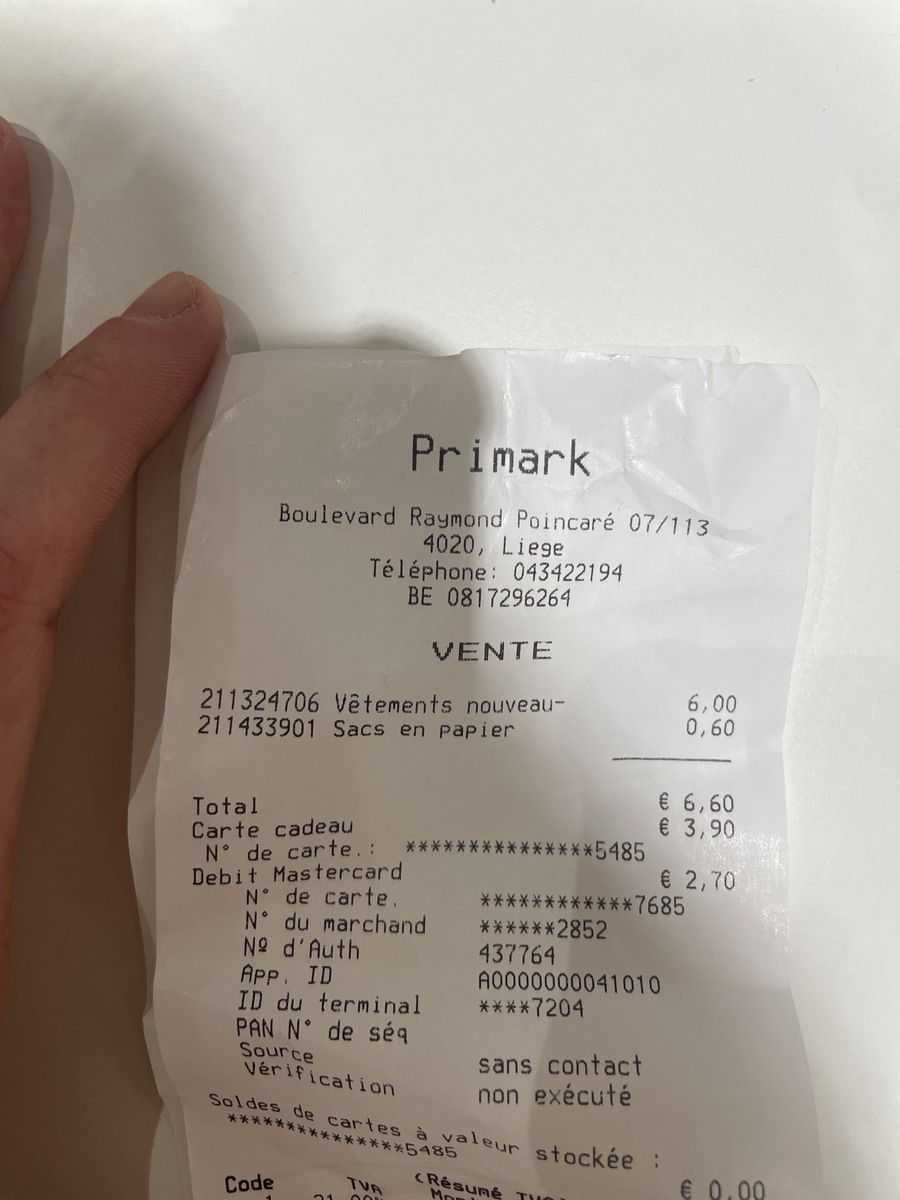 Primark
Boulevard Raymond Poincaré 07/113
4020, Liege
Téléphone: 043422194
BE 0817296264
VENTE
211324706 Vêtements nouveau- 6,00
211433901 Sacs en papier 0,60
Total € 6,60
Carte cadeau € 3,90
N° de carte.: ***************5485
Debit Mastercard € 2,70
N° de carte. ************7685
N° du marchand ******2852
Nº d'Auth 437764
App. ID A0000000041010
ID du terminal ****7204
PAN N° de séq
Source sans contact
Vérification non exécuté
Soldes de cartes à valeur stockée :
***************5485 € 0,00
Code TVA (Résumé